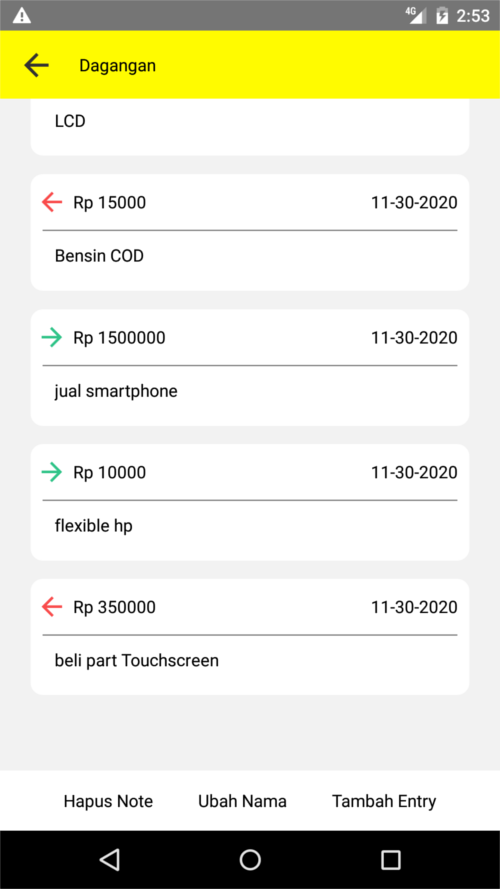 4G 2:53
Dagangan
LCD
Rp 15000 11-30-2020
Bensin COD
Rp 1500000 11-30-2020
jual smartphone
Rp 10000 11-30-2020
flexible hp
Rp 350000 11-30-2020
beli part Touchscreen
Hapus Note Ubah Nama Tambah Entry